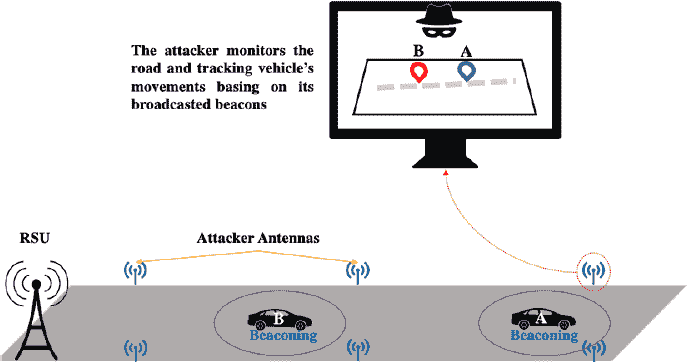 The attacker monitors the
road and tracking vehicle's
movements basing on its
broadcasted beacons
B A
RSU
Attacker Antennas
B
Beaconing
A
Beaconing